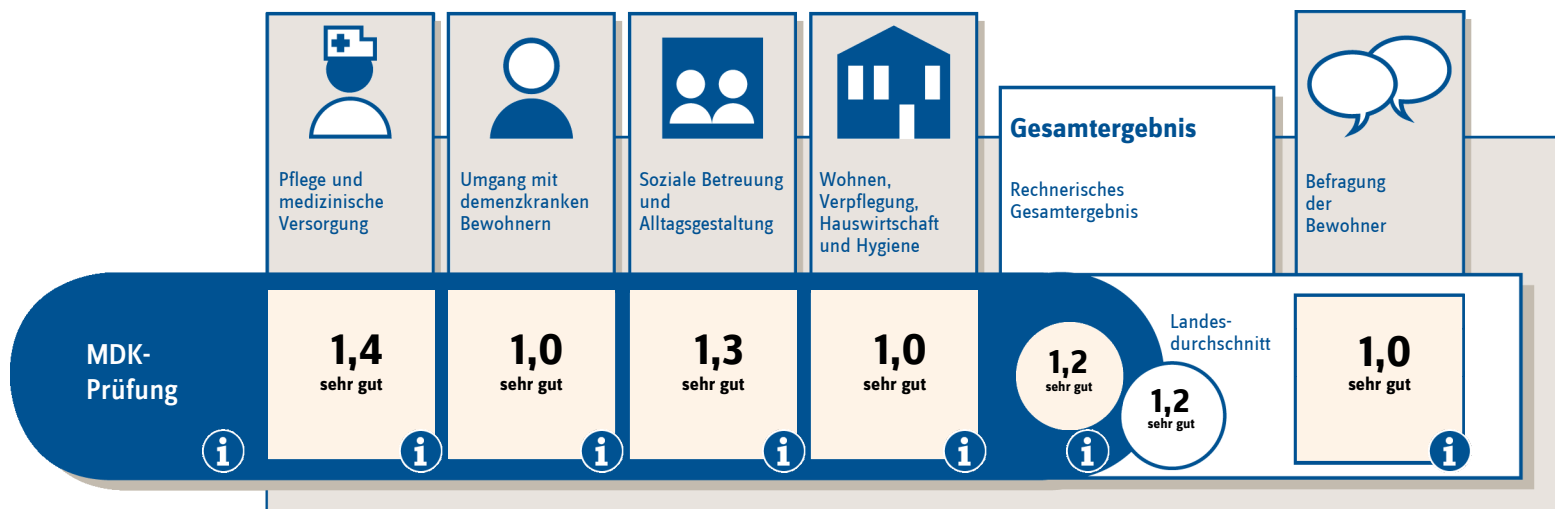 Pflege und
medizinische
Versorgung
Umgang mit
demenzkranken
Bewohnern
Soziale Betreuung
und
Alltagsgestaltung
Wohnen,
Verpflegung,
Hauswirtschaft
und Hygiene
Gesamtergebnis
Rechnerisches
Gesamtergebnis
Befragung
der
Bewohner
MDK-
Prüfung
i
1,4
sehr gut
i
1,0
sehr gut
i
1,3
sehr gut
i
1,0
sehr gut
i
1,2
sehr gut
i
Landes-
durchschnitt
1,2
sehr gut
1,0
sehr gut
i